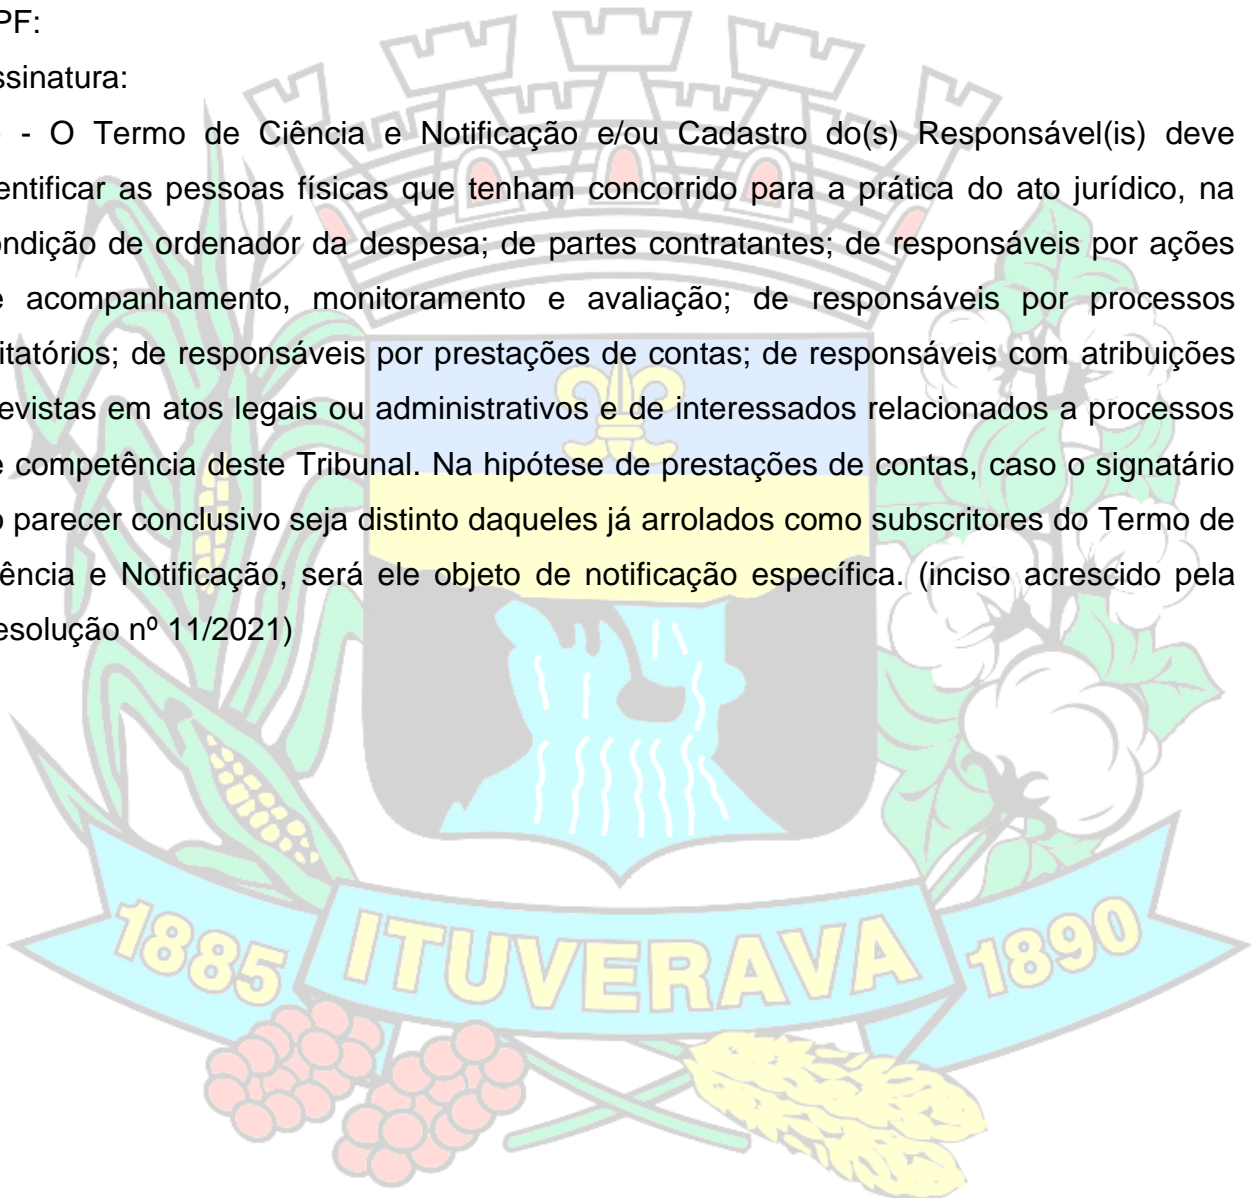 PF:
ssinatura:
- O Termo de Ciência e Notificação e/ou Cadastro do(s) Responsável(is) deve
entificar as pessoas físicas que tenham concorrido para a prática do ato jurídico, na
ondição de ordenador da despesa; de partes contratantes; de responsáveis por ações
e acompanhamento, monitoramento e avaliação; de responsáveis por processos
itatórios; de responsáveis por prestações de contas; de responsáveis com atribuições
evistas em atos legais ou administrativos e de interessados relacionados a processos
e competência deste Tribunal. Na hipótese de prestações de contas, caso o signatário
o parecer conclusivo seja distinto daqueles já arrolados como subscritores do Termo de
ência e Notificação, será ele objeto de notificação específica. (inciso acrescido pela
esolução nº 11/2021)
1885 ITUVERAVA 1890